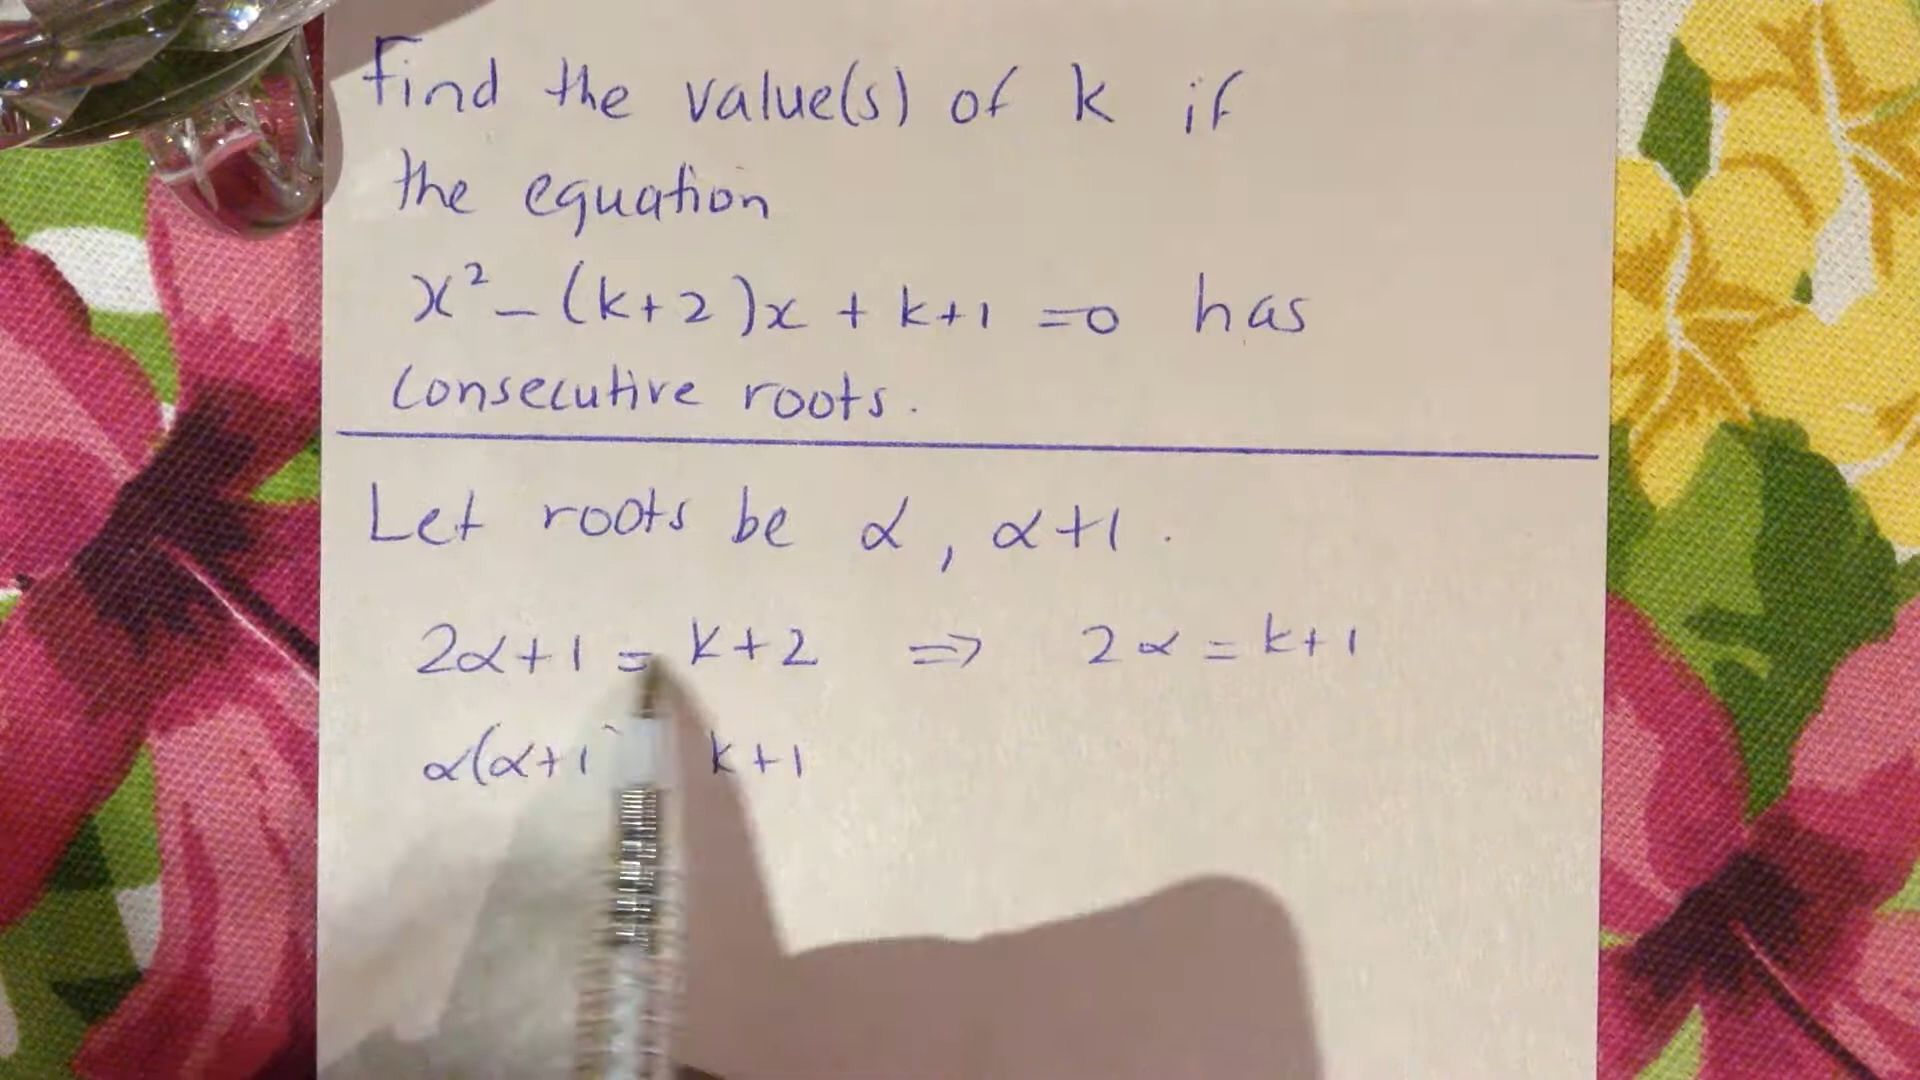 Find the value(s) of k if
the equation
x² - (k+2)x + k+1 =0 has
consecutive roots.
Let roots be α, α+1.
2α+1 = k+2 ⇒ 2α = k+1
α(α+1) k+1